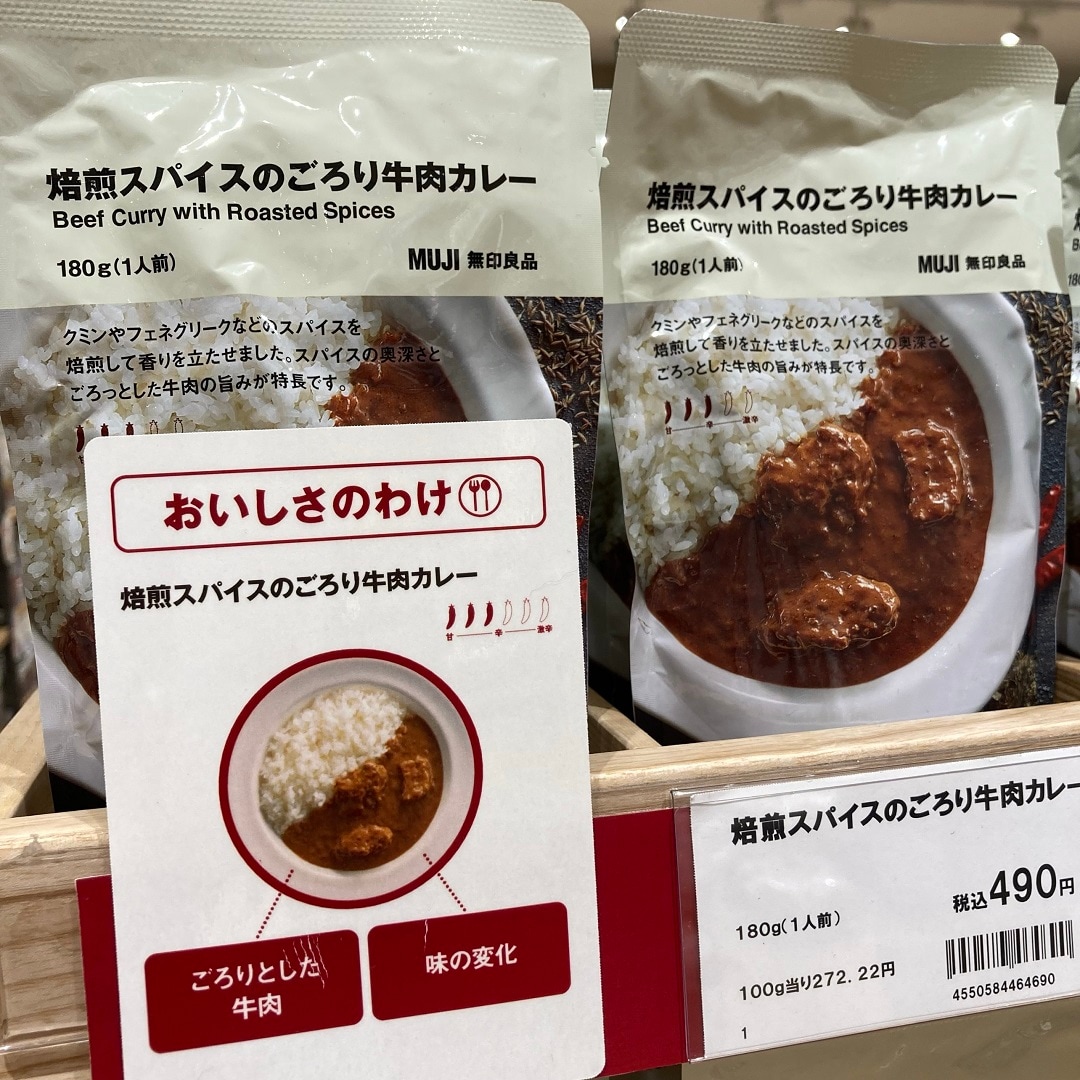 焙煎スパイスのごろり牛肉カレー
Beef Curry with Roasted Spices
180g(1人前)
MUJI 無印良品
クミンやフェネグリークなどのスパイスを
焙煎して香りを立たせました。スパイスの奥深さと
ごろっとした牛肉の旨みが特長です。
焙煎スパイスのごろり牛肉カレー
Beef Curry with Roasted Spices
180g(1人前)
MUJI 無印良品
クミンやフェネグリークなどのスパイスを
焙煎して香りを立たせました。スパイスの奥深さと
ごろっとした牛肉の旨みが特長です。
甘 辛 激辛
おいしさのわけ
焙煎スパイスのごろり牛肉カレー
甘 辛 激辛
ごろりとした
牛肉
味の変化
焙煎スパイスのごろり牛肉カレー
税込490円
180g(1人前)
100g当り272.22円
4550584464690
1